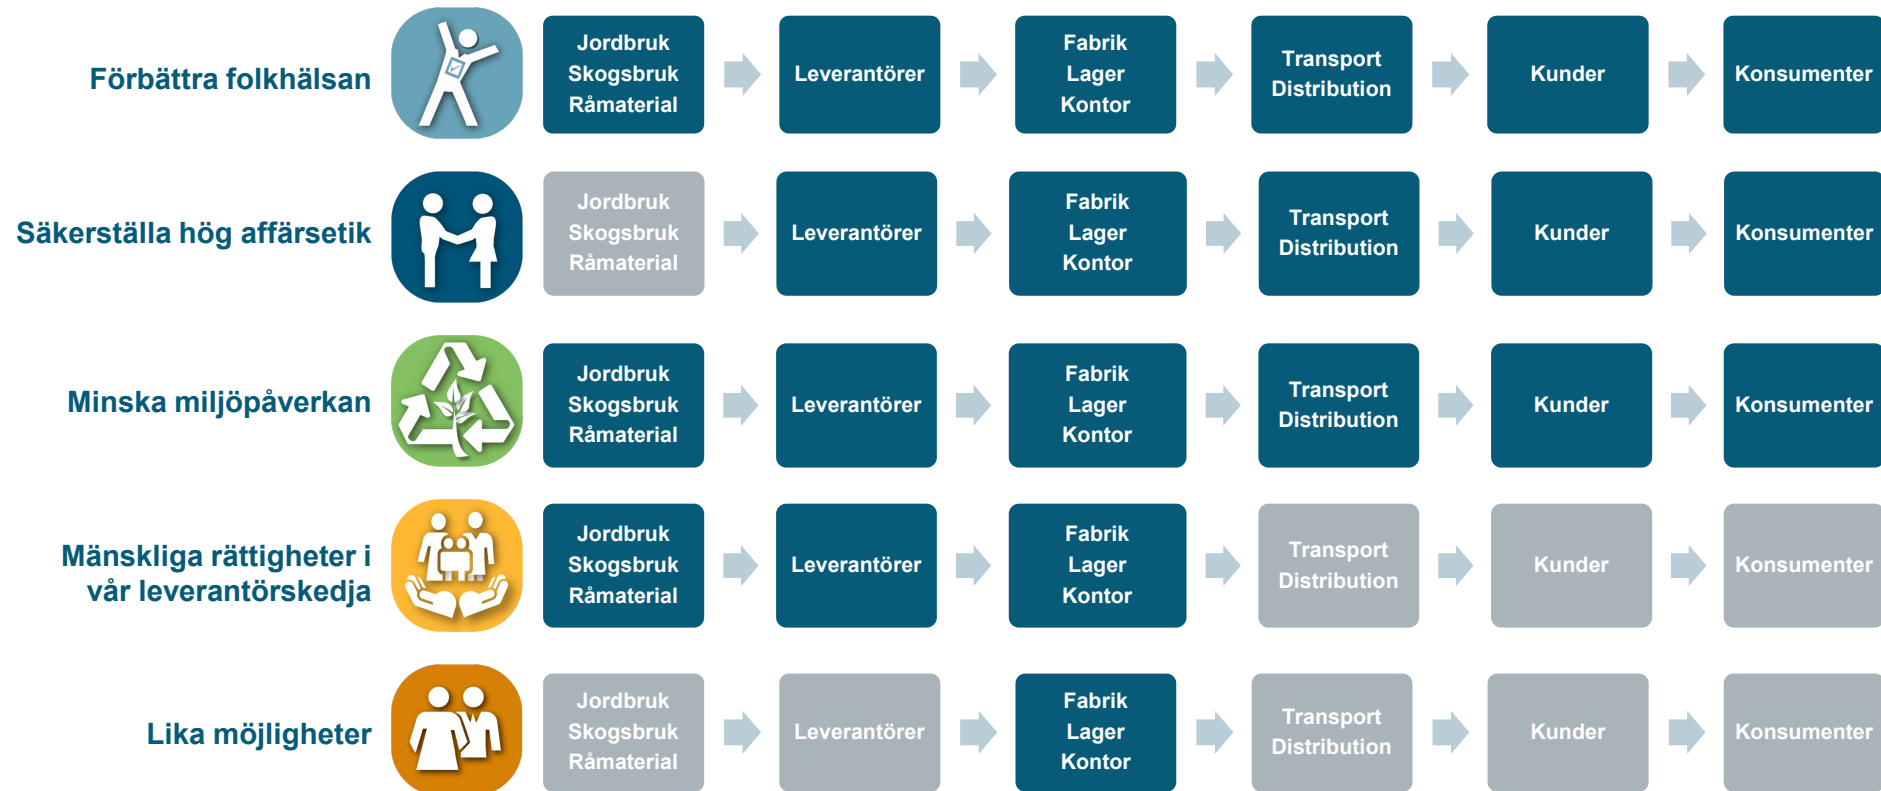 Förbättra folkhälsan
Jordbruk
Skogsbruk
Råmaterial
Leverantörer
Fabrik
Lager
Kontor
Transport
Distribution
Kunder
Konsumenter
Säkerställa hög affärsetik
Jordbruk
Skogsbruk
Råmaterial
Leverantörer
Fabrik
Lager
Kontor
Transport
Distribution
Kunder
Konsumenter
Minska miljöpåverkan
Jordbruk
Skogsbruk
Råmaterial
Leverantörer
Fabrik
Lager
Kontor
Transport
Distribution
Kunder
Konsumenter
Mänskliga rättigheter i
vår leverantörskedja
Jordbruk
Skogsbruk
Råmaterial
Leverantörer
Fabrik
Lager
Kontor
Transport
Distribution
Kunder
Konsumenter
Lika möjligheter
Jordbruk
Skogsbruk
Råmaterial
Leverantörer
Fabrik
Lager
Kontor
Transport
Distribution
Kunder
Konsumenter